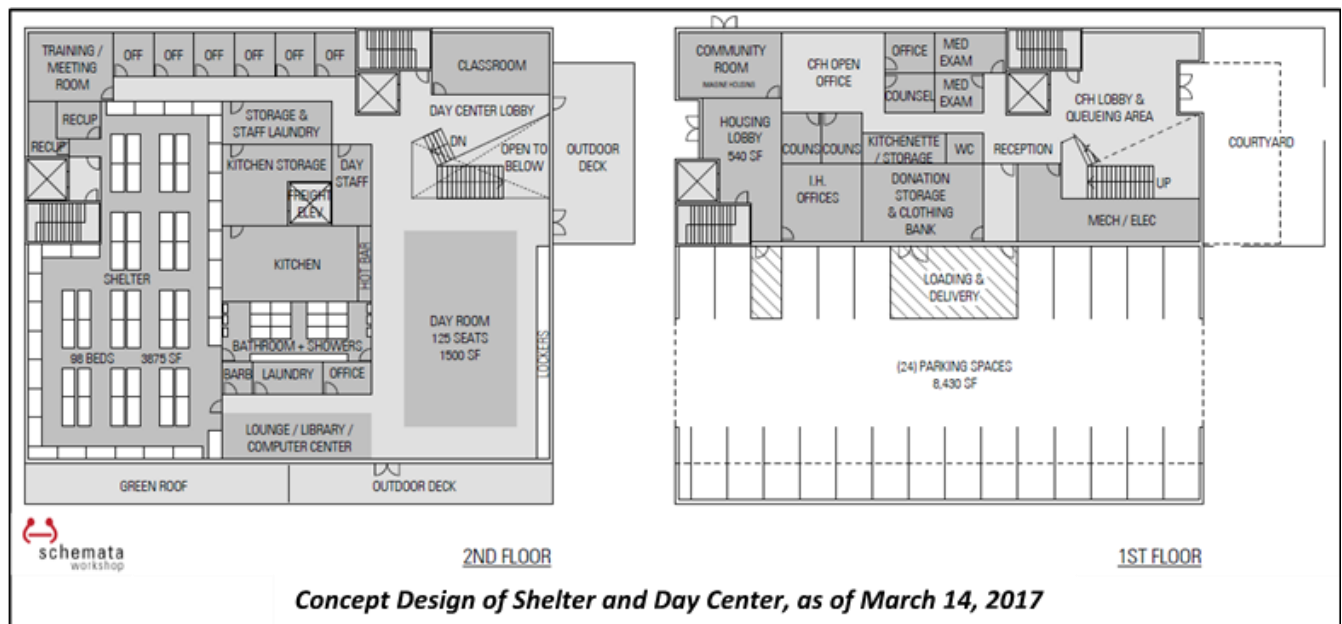 TRAINING /
MEETING
ROOM
OFF
OFF
OFF
OFF
OFF
OFF
CLASSROOM
RECUP
RECUP
STORAGE &
STAFF LAUNDRY
DAY CENTER LOBBY
DN
OPEN TO
BELOW
OUTDOOR
DECK
KITCHEN STORAGE
DAY
STAFF
FREIGHT
ELEV
KITCHEN
HOT BAR
SHELTER
98 BEDS
3875 SF
BATHROOM + SHOWERS
DAY ROOM
125 SEATS
1500 SF
LOCKERS
BARB
LAUNDRY
OFFICE
LOUNGE / LIBRARY /
COMPUTER CENTER
GREEN ROOF
OUTDOOR DECK
schemata
workshop
2ND FLOOR
COMMUNITY
ROOM
IMAGINE HOUSING
CFH OPEN
OFFICE
OFFICE
MED
EXAM
COUNSEL
MED
EXAM
CFH LOBBY &
QUEUEING AREA
COURTYARD
HOUSING
LOBBY
540 SF
COUNS
COUNS
KITCHENETTE
/ STORAGE
WC
RECEPTION
I.H.
OFFICES
DONATION
STORAGE
& CLOTHING
BANK
UP
MECH / ELEC
LOADING &
DELIVERY
(24) PARKING SPACES
8,430 SF
1ST FLOOR
Concept Design of Shelter and Day Center, as of March 14, 2017